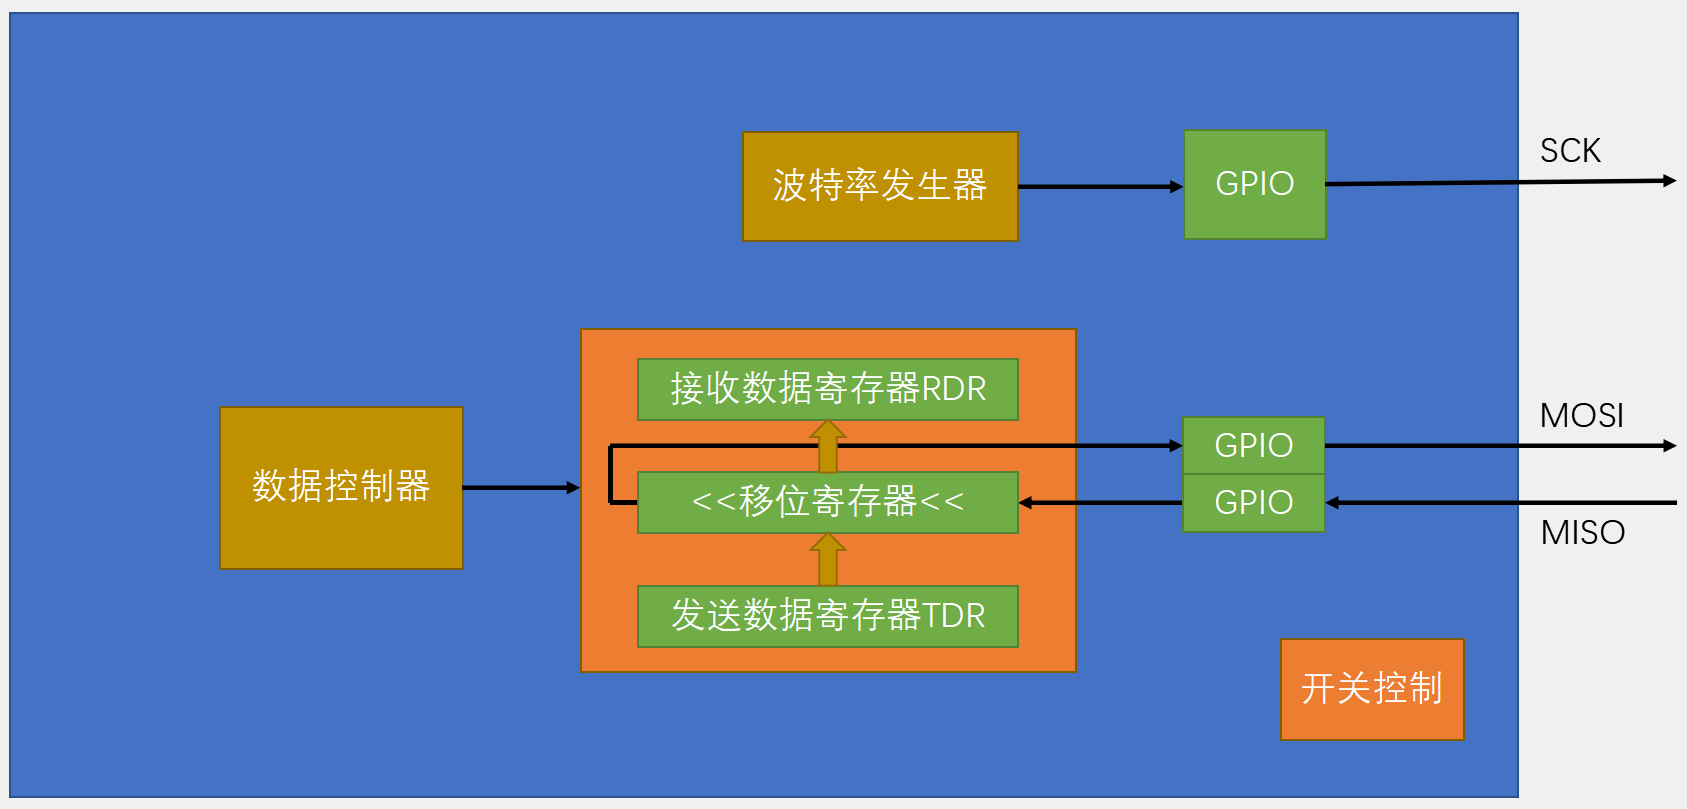 波特率发生器
GPIO
SCK
接收数据寄存器RDR
数据控制器
<<移位寄存器<<
发送数据寄存器TDR
GPIO
MOSI
GPIO
MISO
开关控制